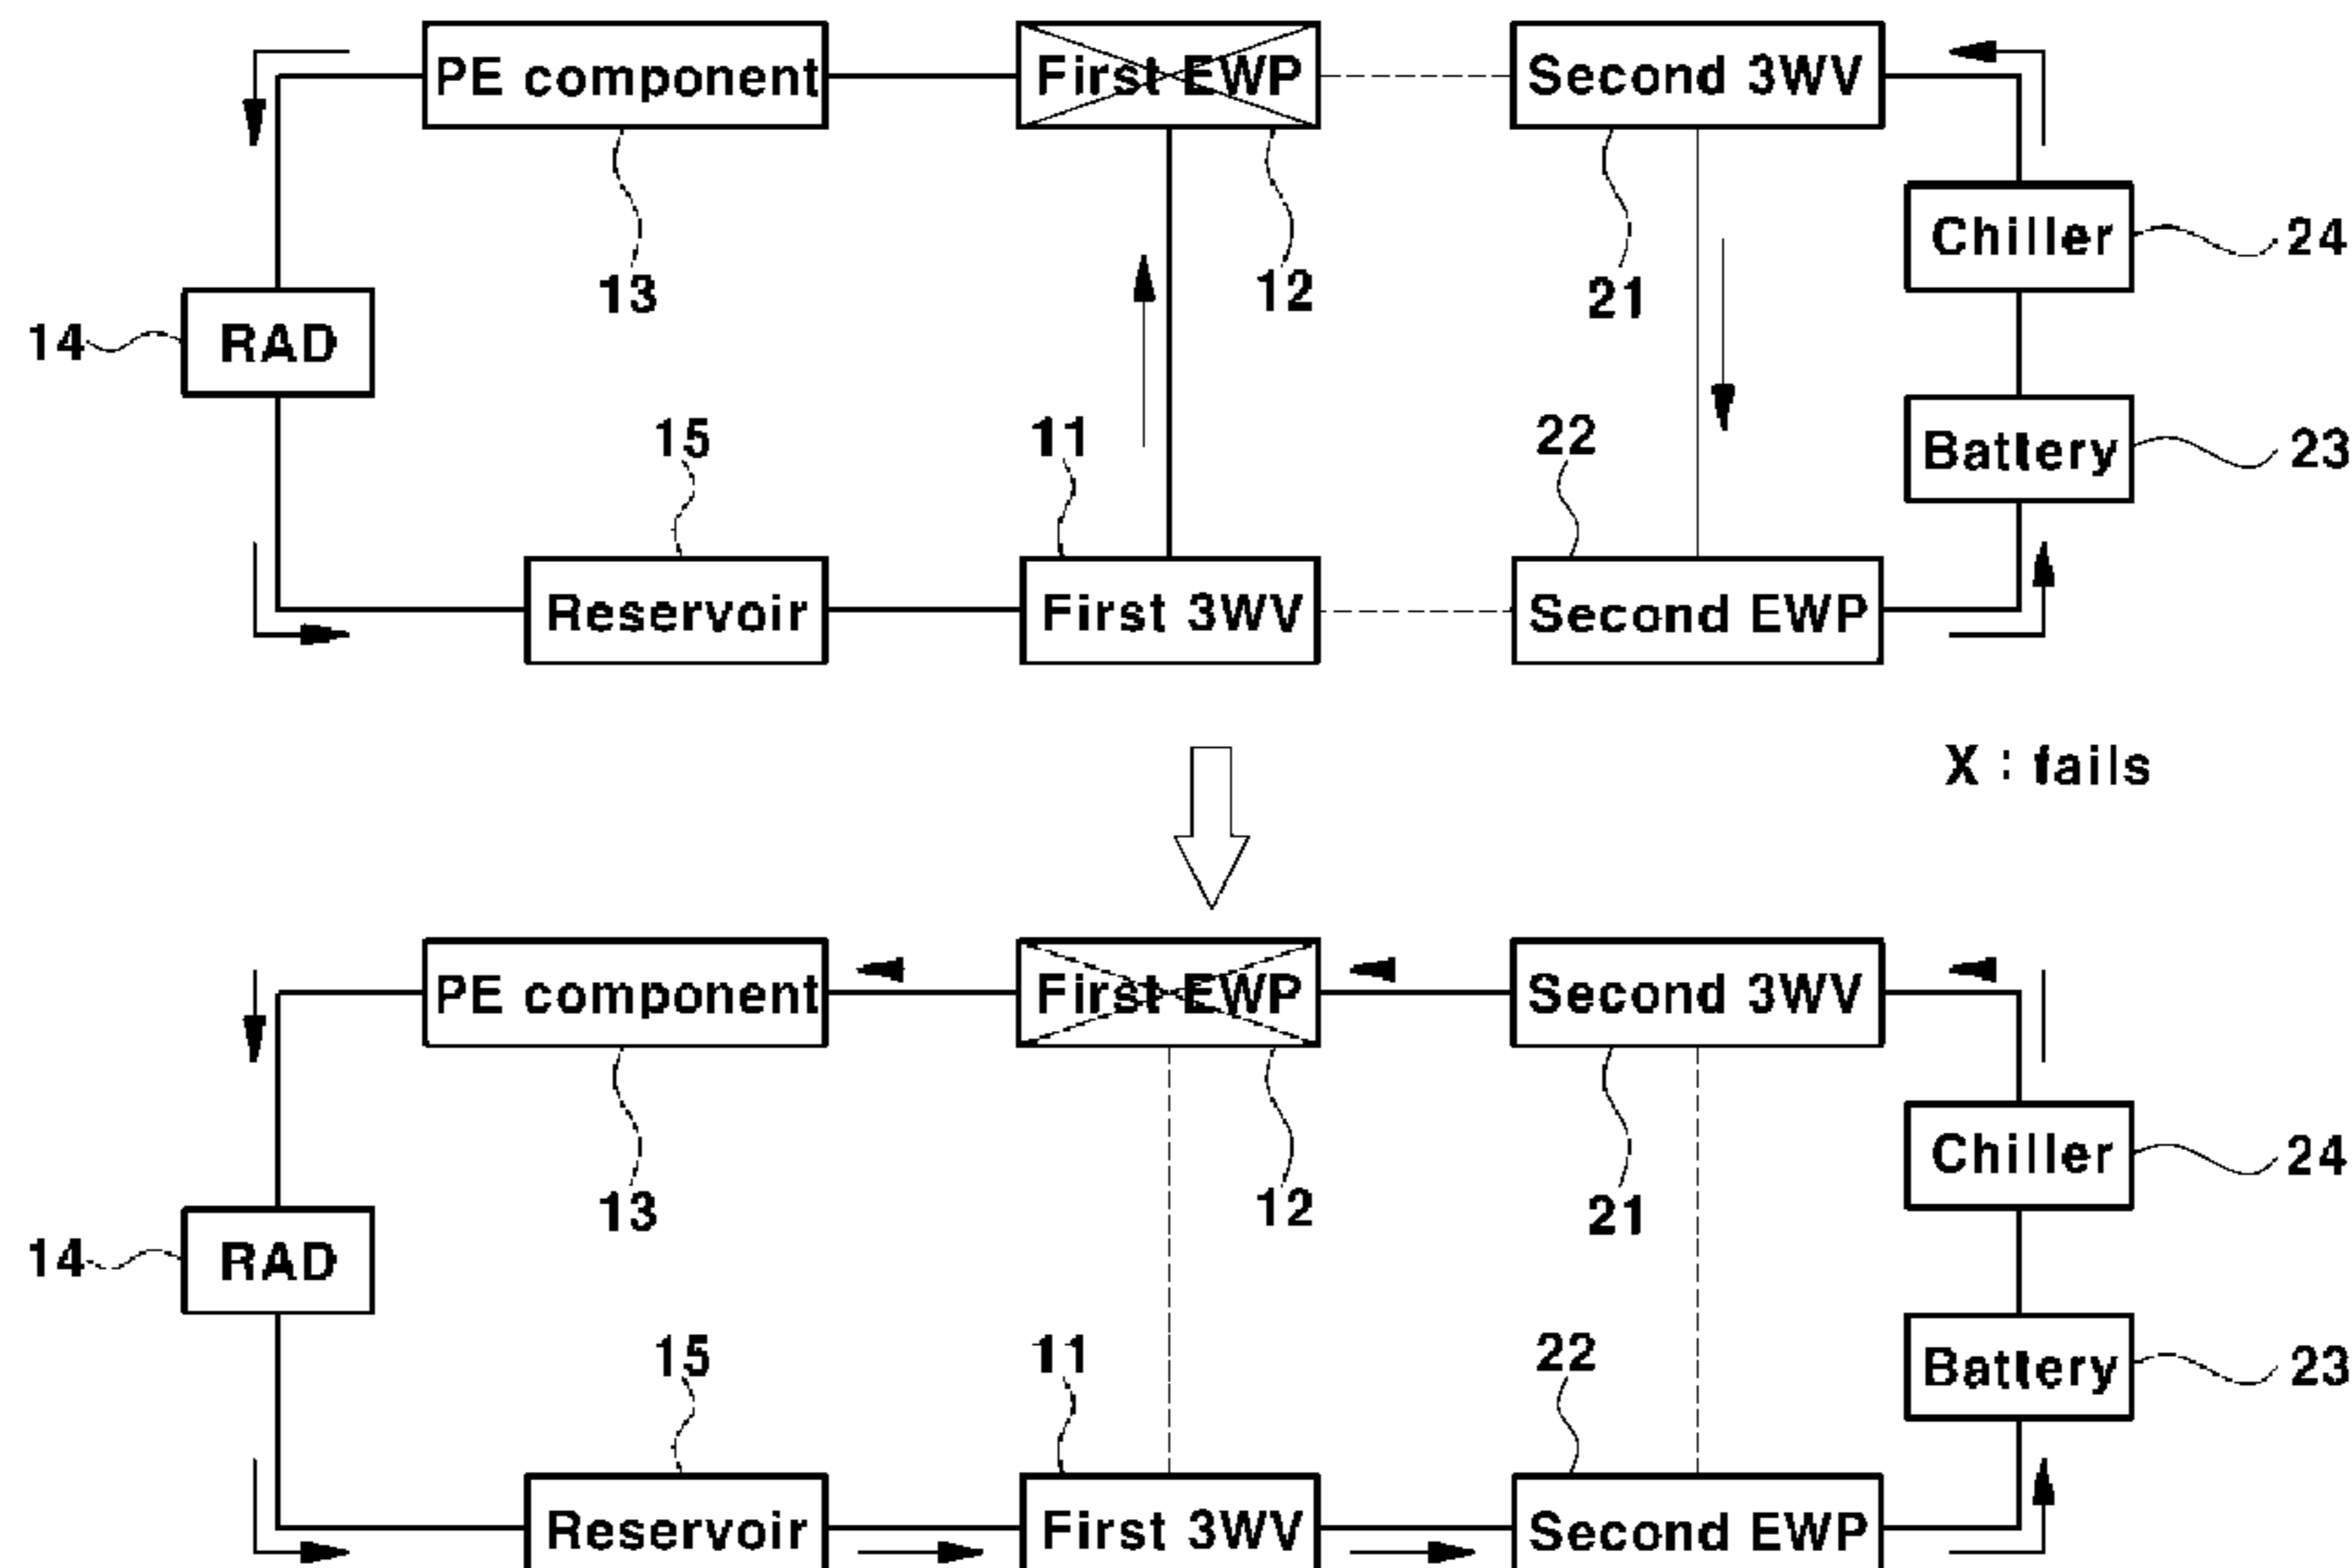 PE component
First EWP
Second 3WV
Chiller
24
13
12
21
14
RAD
15
11
22
Battery
23
Reservoir
First 3WV
Second EWP
X : fails
PE component
First EWP
Second 3WV
Chiller
24
13
12
21
14
RAD
15
11
22
Battery
23
Reservoir
First 3WV
Second EWP